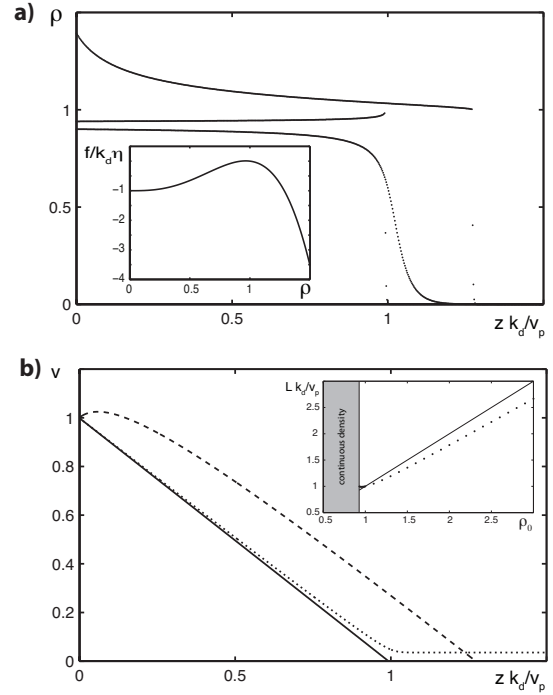 a)
ρ
1
0.5
0
0
0.5
1
z k_d/v_p
f/k_dη
−1
−2
−3
−4
0
0.5
1
ρ
b)
v
1
0.8
0.6
0.4
0.2
0
0
0.5
1
z k_d/v_p
L k_d/v_p
2.5
2
1.5
1
0.5
0.5
1
1.5
2
2.5
ρ_0
continuous density